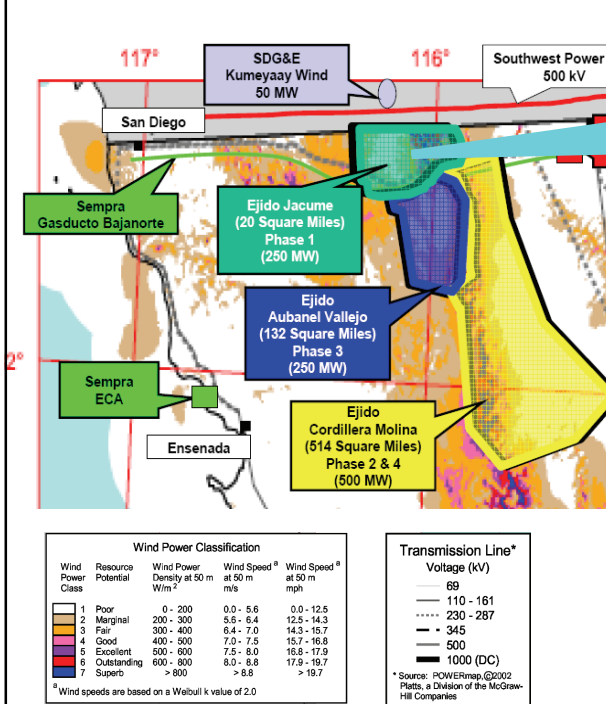 117°
116°
SDG&E
Kumeyaay Wind
50 MW
Southwest Power
500 kV
San Diego
Sempra
Gasducto Bajanorte
Ejido Jacume
(20 Square Miles)
Phase 1
(250 MW)
Ejido
Aubanel Vallejo
(132 Square Miles)
Phase 3
(250 MW)
2°
Sempra
ECA
Ensenada
Ejido
Cordillera Molina
(514 Square Miles)
Phase 2 & 4
(500 MW)
Wind Power Classification
Wind Resource Wind Power Wind Speed a Wind Speed a
Power Potential Density at 50 m at 50 m at 50 m
Class W/m 2 m/s mph
1 Poor 0 - 200 0.0 - 5.6 0.0 - 12.5
2 Marginal 200 - 300 5.6 - 6.4 12.5 - 14.3
3 Fair 300 - 400 6.4 - 7.0 14.3 - 15.7
4 Good 400 - 500 7.0 - 7.5 15.7 - 16.8
5 Excellent 500 - 600 7.5 - 8.0 16.8 - 17.9
6 Outstanding 600 - 800 8.0 - 8.8 17.9 - 19.7
7 Superb > 800 > 8.8 > 19.7
a Wind speeds are based on a Weibull k value of 2.0
Transmission Line*
Voltage (kV)
69
110 - 161
230 - 287
345
500
1000 (DC)
* Source: POWERmap,©2002
Platts, a Division of the McGraw-
Hill Companies